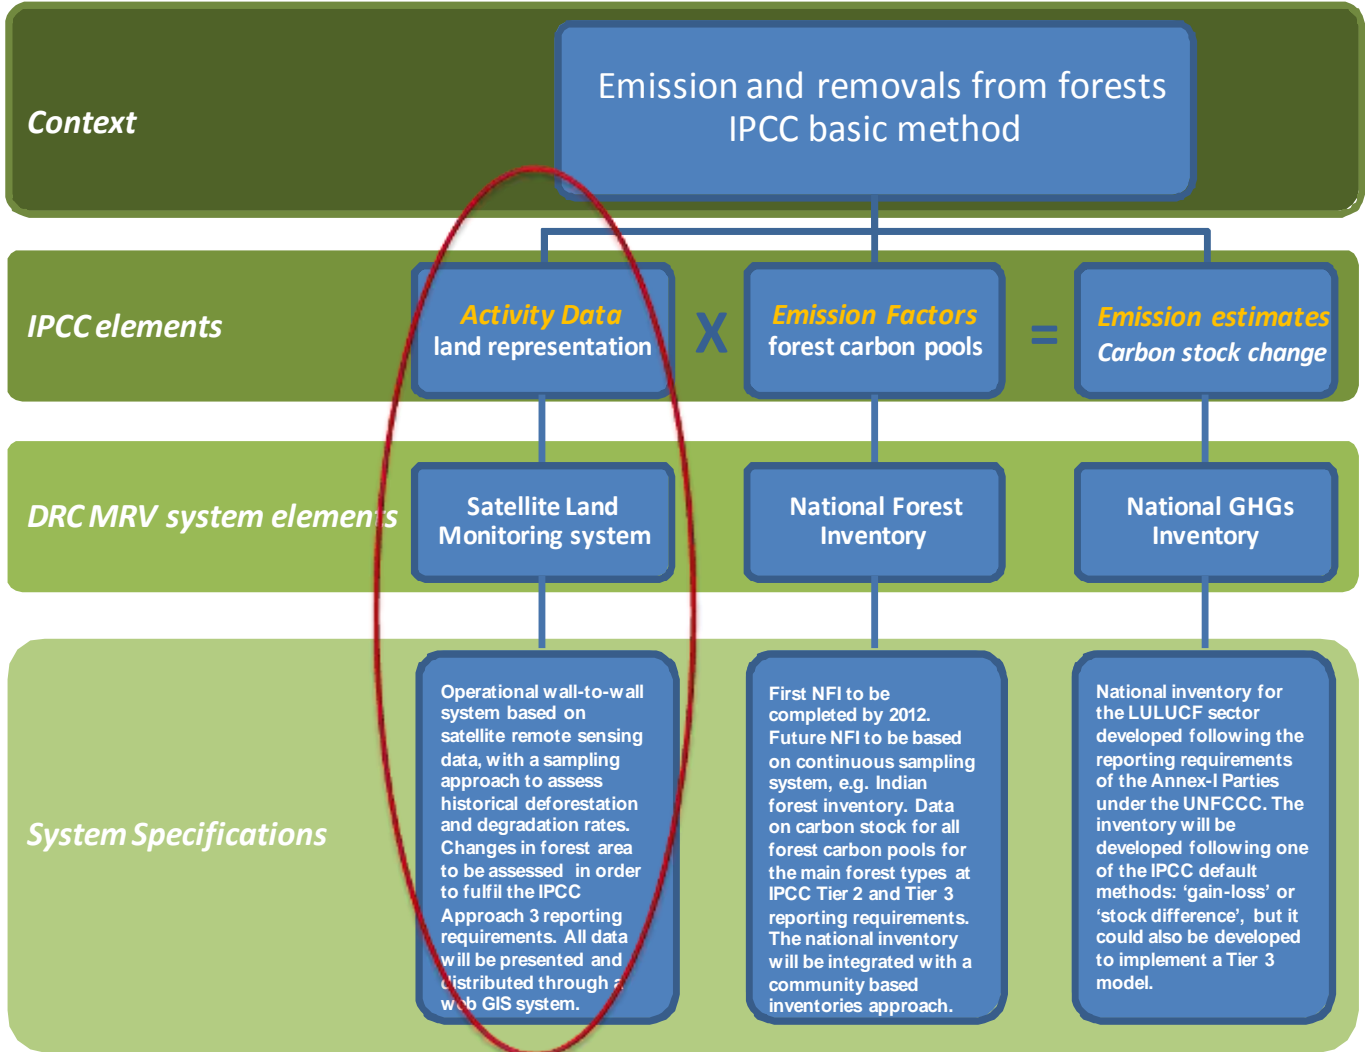 Context
Emission and removals from forests
IPCC basic method
IPCC elements
Activity Data
land representation
X
Emission Factors
forest carbon pools
=
Emission estimates
Carbon stock change
DRC MRV system elements
Satellite Land
Monitoring system
National Forest
Inventory
National GHGs
Inventory
System Specifications
Operational wall-to-wall
system based on
satellite remote sensing
data, with a sampling
approach to assess
historical deforestation
and degradation rates.
Changes in forest area
to be assessed in order
to fulfil the IPCC
Approach 3 reporting
requirements. All data
will be presented and
distributed through a
web GIS system.
First NFI to be
completed by 2012.
Future NFI to be based
on continuous sampling
system, e.g. Indian
forest inventory. Data
on carbon stock for all
forest carbon pools for
the main forest types at
IPCC Tier 2 and Tier 3
reporting requirements.
The national inventory
will be integrated with a
community based
inventories approach.
National inventory for
the LULUCF sector
developed following the
reporting requirements
of the Annex-I Parties
under the UNFCCC. The
inventory will be
developed following one
of the IPCC default
methods: ‘gain-loss’ or
‘stock difference’, but it
could also be developed
to implement a Tier 3
model.